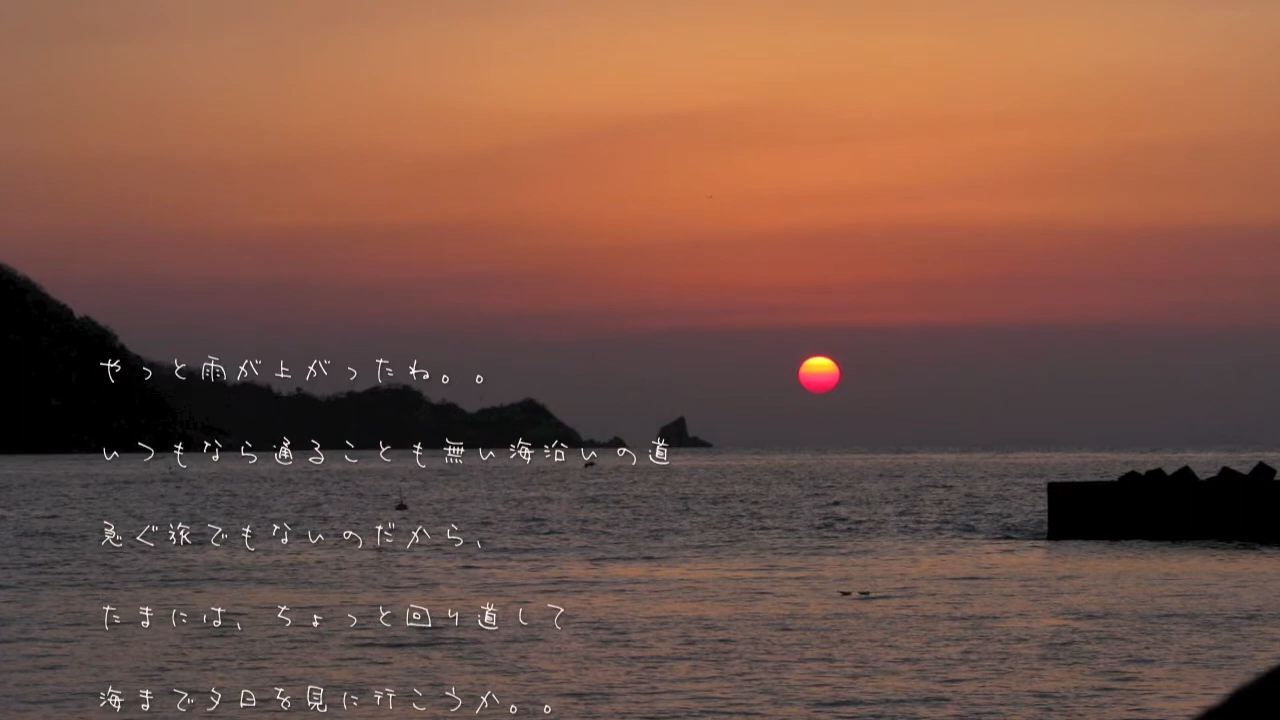 やっと雨が上がったね。。
いつもなら通ることも無い海沿いの道
急ぐ旅でもないのだから、
たまには、ちょっと回り道して
海まで夕日を見に行こうか。。